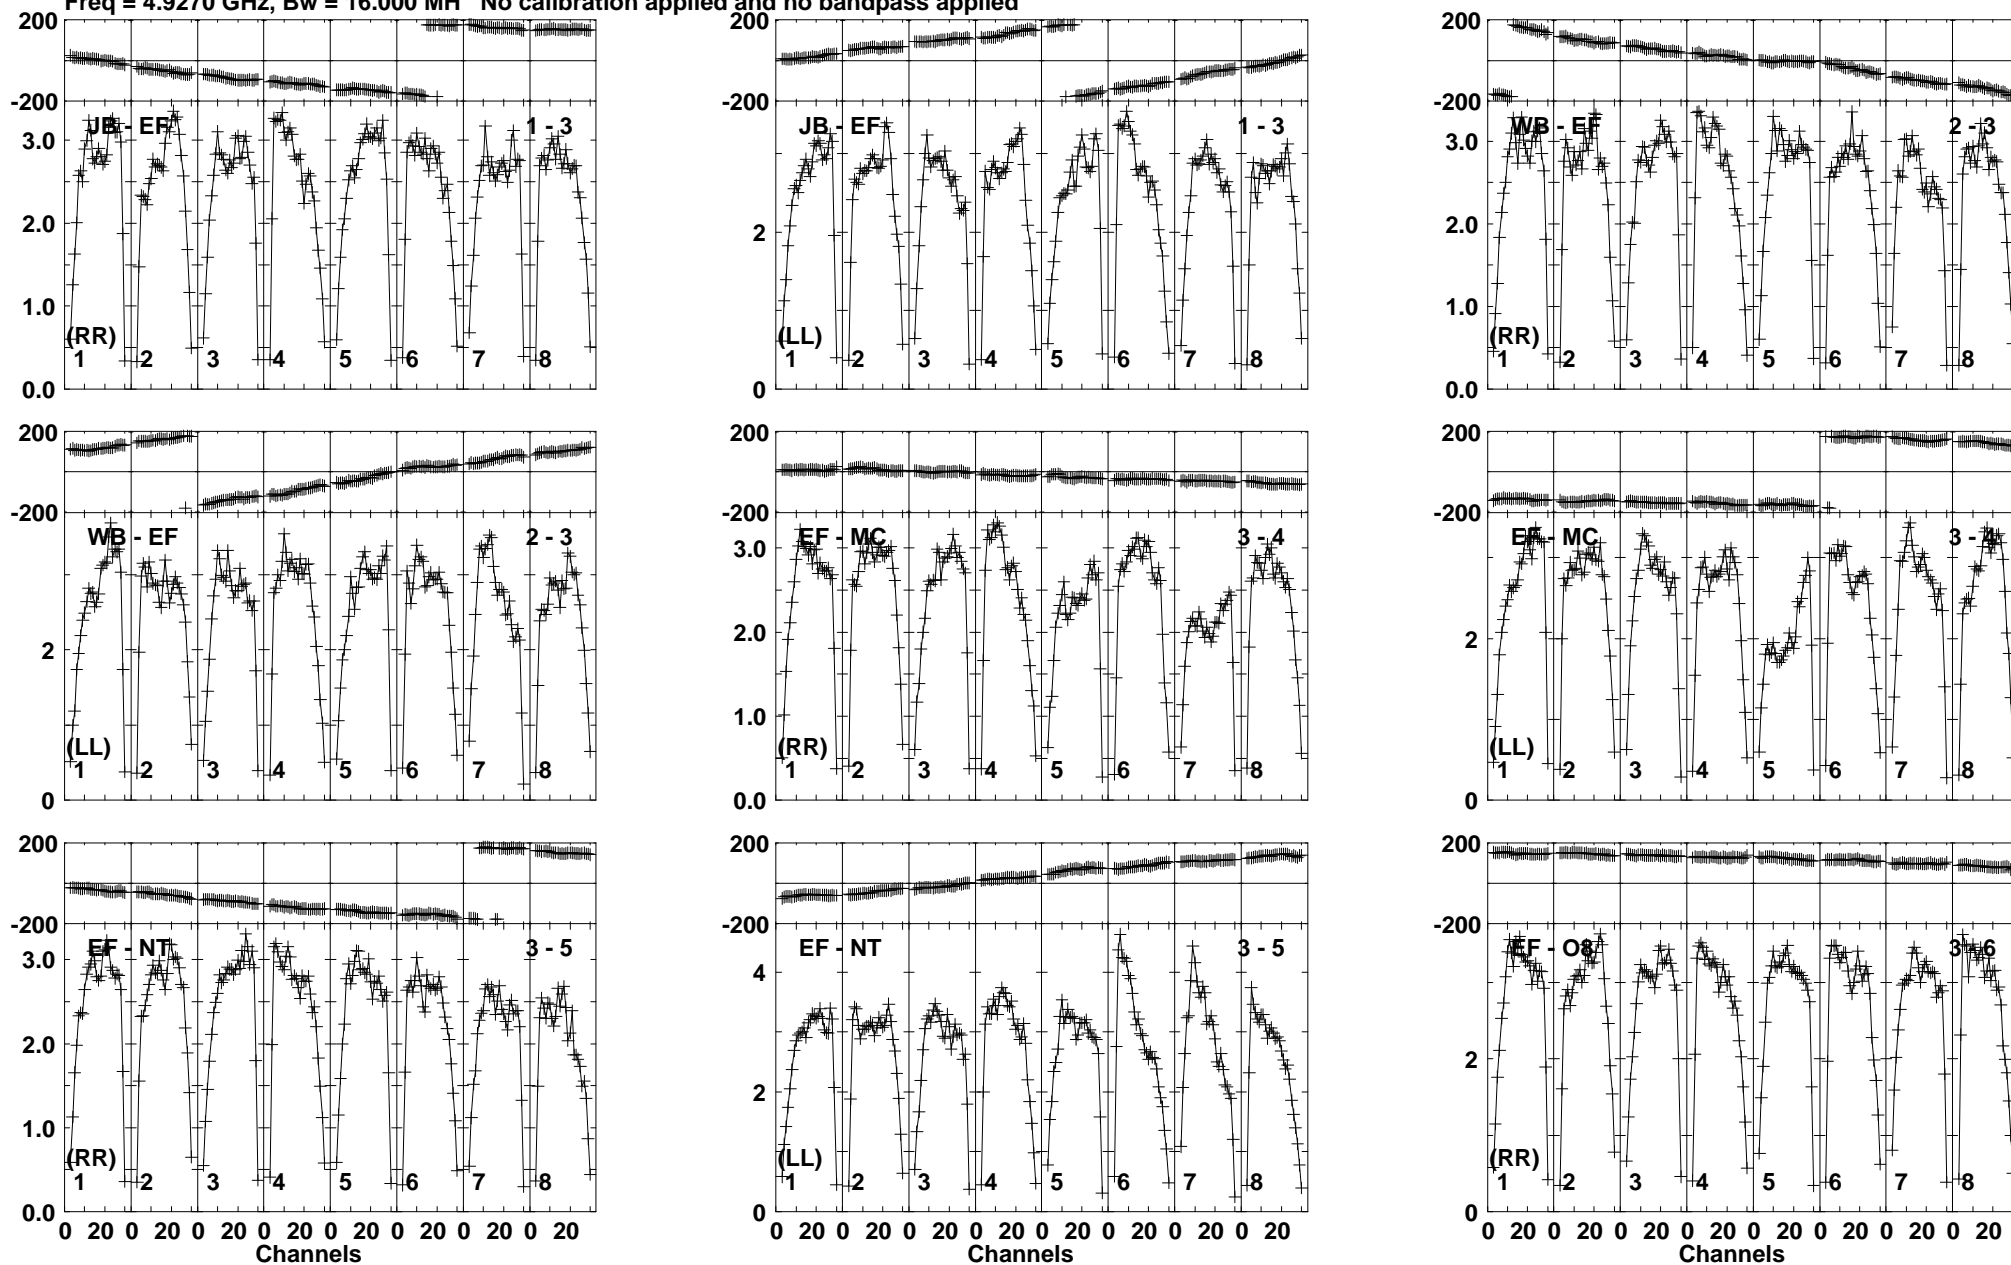 Freq = 4.9270 GHz, Bw = 16.000 MH No calibration applied and no bandpass applied
200 200 200
-200 -200 -200
JB - EF 1 - 3 JB - EF 1 - 3 WB - EF 2 - 3
3.0 3.0
2.0 2 2.0
1.0 1.0
(RR) (LL) (RR)
1 2 3 4 5 6 7 8 1 2 3 4 5 6 7 8 1 2 3 4 5 6 7 8
0.0 0 0.0
200 200 200
-200 -200 -200
WB - EF 2 - 3 EF - MC 3 - 4 EF - MC 3 - 4
3.0
2 2.0 2
1.0
(LL) (RR) (LL)
1 2 3 4 5 6 7 8 1 2 3 4 5 6 7 8 1 2 3 4 5 6 7 8
0 0.0 0
200 200 200
-200 -200 -200
EF - NT 3 - 5 EF - NT 3 - 5 EF - O8 3 - 6
3.0 4
2.0 2 2
1.0
(RR) (LL) (RR)
1 2 3 4 5 6 7 8 1 2 3 4 5 6 7 8 1 2 3 4 5 6 7 8
0.0 0 0
0 20 0 20 0 20 0 20 0 20 0 20 0 20 0 20 0 20 0 20 0 20 0 20 0 20 0 20 0 20 0 20 0 20 0 20 0 20 0 20 0 20 0 20 0 20 0 20
Channels Channels Channels